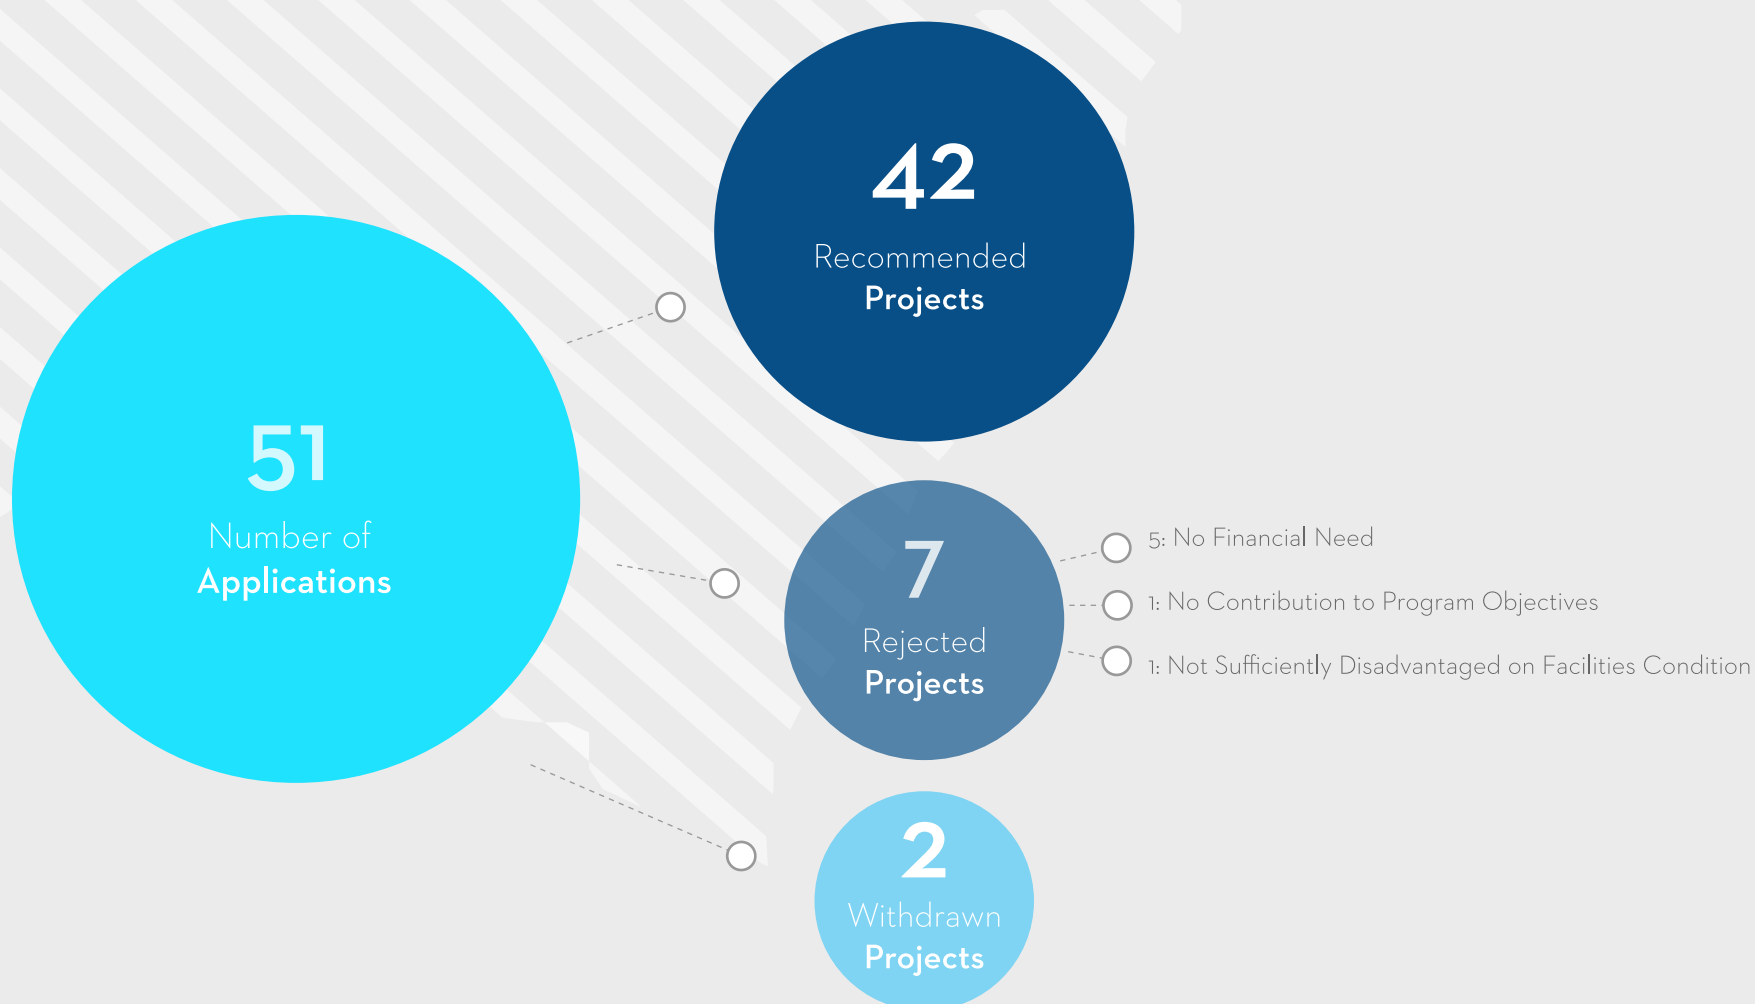 51
Number of
Applications
42
Recommended
Projects
7
Rejected
Projects
5: No Financial Need
1: No Contribution to Program Objectives
1: Not Sufficiently Disadvantaged on Facilities Condition
2
Withdrawn
Projects